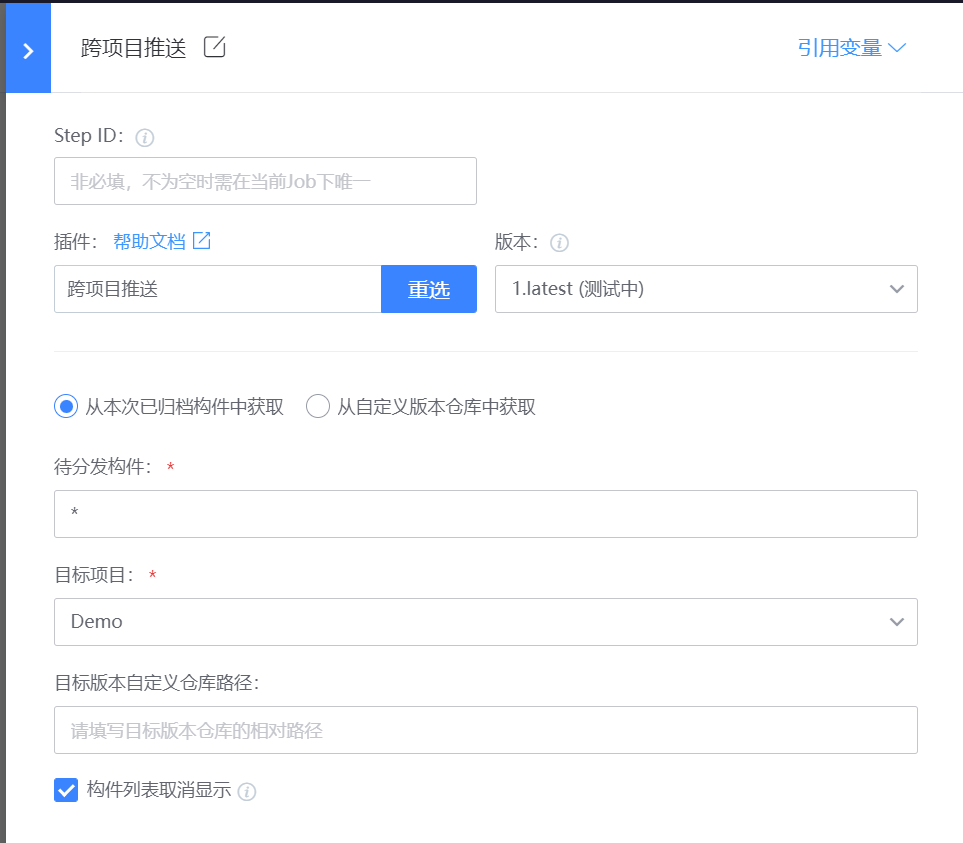 跨项目推送 引用变量
Step ID：
非必填，不为空时需在当前Job下唯一
插件： 帮助文档 版本：
跨项目推送 重选 1.latest (测试中)
从本次已归档构件中获取 从自定义版本仓库中获取
待分发构件： *
*
目标项目： *
Demo
目标版本自定义仓库路径：
请填写目标版本仓库的相对路径
构件列表取消显示